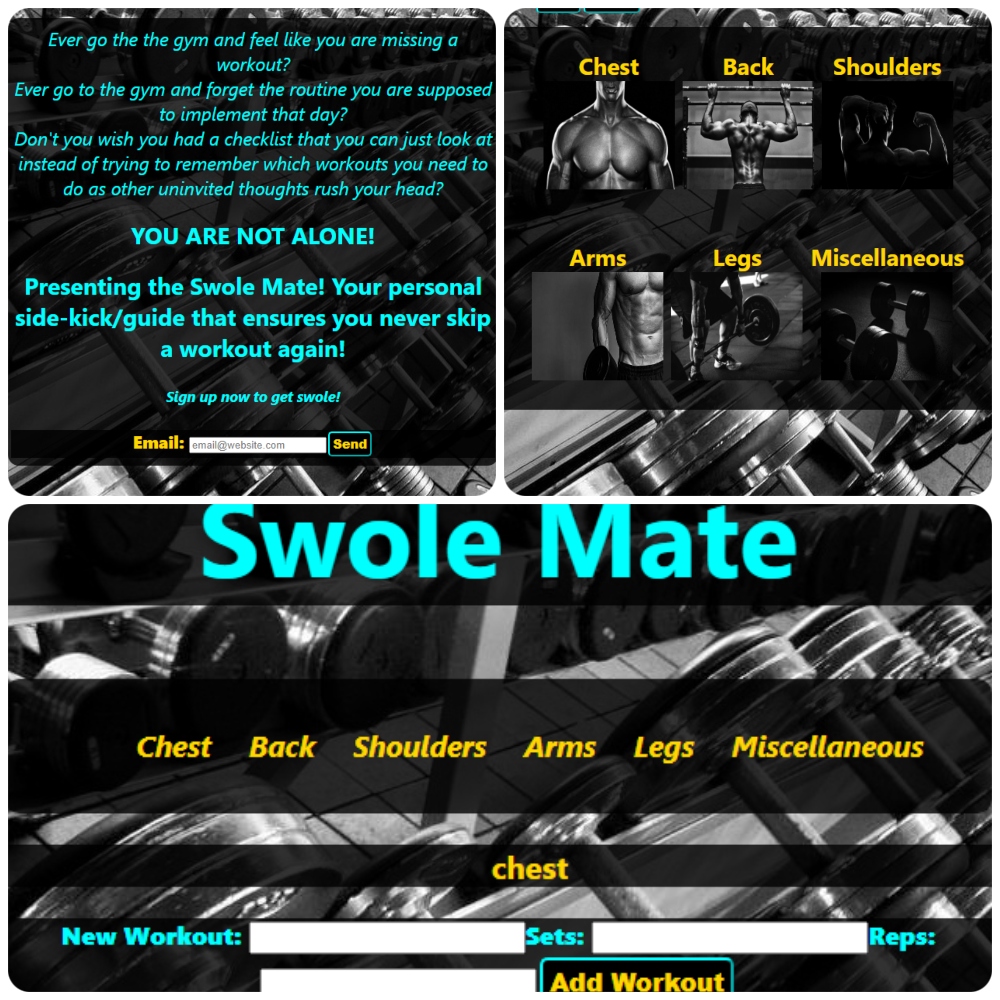 Ever go the the gym and feel like you are missing a
workout?
Ever go to the gym and forget the routine you are supposed
to implement that day?
Don't you wish you had a checklist that you can just look at
instead of trying to remember which workouts you need to
do as other uninvited thoughts rush your head?
YOU ARE NOT ALONE!
Presenting the Swole Mate! Your personal
side-kick/guide that ensures you never skip
a workout again!
Sign up now to get swole!
Email: email@website.com Send
Chest Back Shoulders
Arms Legs Miscellaneous
Swole Mate
Chest Back Shoulders Arms Legs Miscellaneous
chest
New Workout: Sets: Reps:
Add Workout